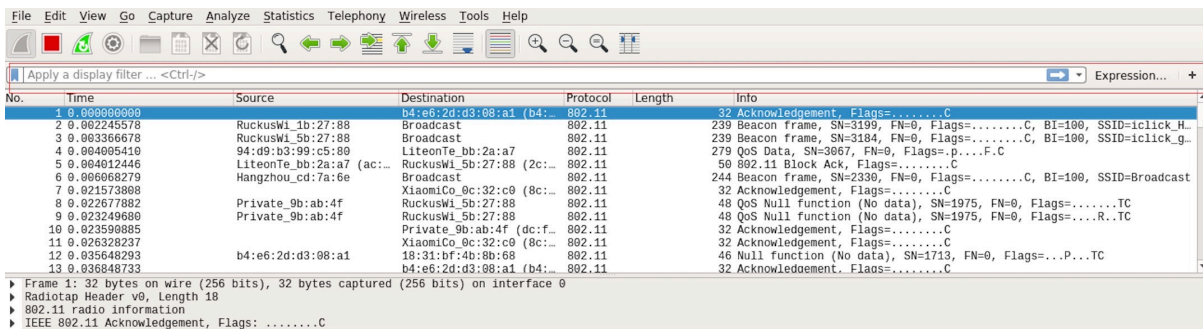 File Edit View Go Capture Analyze Statistics Telephony Wireless Tools Help
Apply a display filter ... <Ctrl-/> Expression... +
No. Time Source Destination Protocol Length Info
1 0.000000000 b4:e6:2d:d3:08:a1 (b4:… 802.11 32 Acknowledgement, Flags=........C
2 0.002245578 RuckusWi_1b:27:88 Broadcast 802.11 239 Beacon frame, SN=3199, FN=0, Flags=........C, BI=100, SSID=iclick_H…
3 0.003366678 RuckusWi_5b:27:88 Broadcast 802.11 239 Beacon frame, SN=3184, FN=0, Flags=........C, BI=100, SSID=iclick_g…
4 0.004005410 94:d9:b3:99:c5:80 LiteonTe_bb:2a:a7 802.11 279 QoS Data, SN=3067, FN=0, Flags=.p....F.C
5 0.004012446 LiteonTe_bb:2a:a7 (ac:… RuckusWi_5b:27:88 (2c:… 802.11 50 802.11 Block Ack, Flags=........C
6 0.006068279 Hangzhou_cd:7a:6e Broadcast 802.11 244 Beacon frame, SN=2330, FN=0, Flags=........C, BI=100, SSID=Broadcast
7 0.021573808 XiaomiCo_0c:32:c0 (8c:… 802.11 32 Acknowledgement, Flags=........C
8 0.022677882 Private_9b:ab:4f RuckusWi_5b:27:88 802.11 48 QoS Null function (No data), SN=1975, FN=0, Flags=.......TC
9 0.023249680 Private_9b:ab:4f RuckusWi_5b:27:88 802.11 48 QoS Null function (No data), SN=1975, FN=0, Flags=....R..TC
10 0.023590885 Private_9b:ab:4f (dc:f… 802.11 32 Acknowledgement, Flags=........C
11 0.026328237 XiaomiCo_0c:32:c0 (8c:… 802.11 32 Acknowledgement, Flags=........C
12 0.035648293 b4:e6:2d:d3:08:a1 18:31:bf:4b:8b:68 802.11 46 Null function (No data), SN=1713, FN=0, Flags=...P...TC
13 0.036848733 b4:e6:2d:d3:08:a1 (b4:… 802.11 32 Acknowledgement, Flags=........C
Frame 1: 32 bytes on wire (256 bits), 32 bytes captured (256 bits) on interface 0
Radiotap Header v0, Length 18
802.11 radio information
IEEE 802.11 Acknowledgement, Flags: ........C